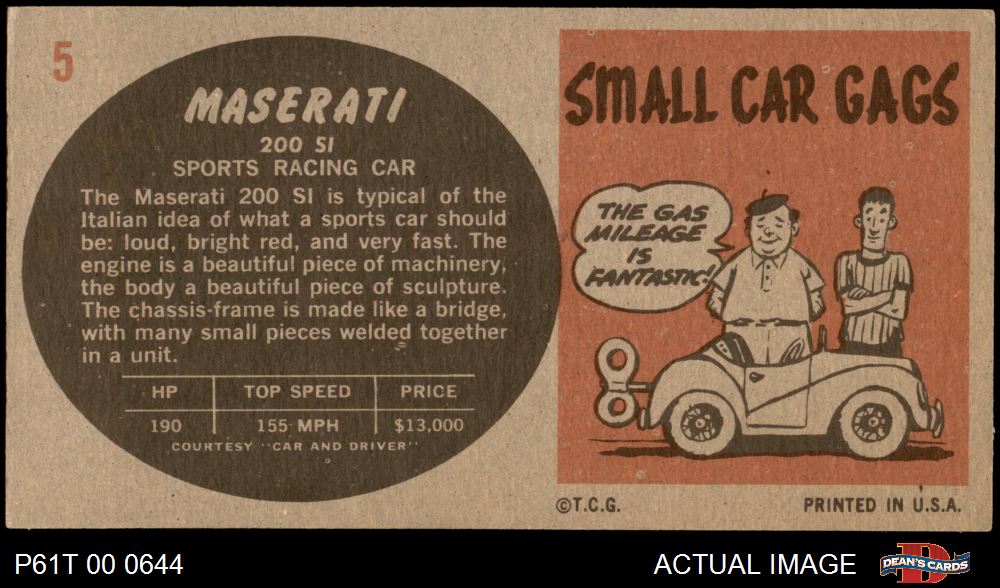 5
MASERATI
200 SI
SPORTS RACING CAR
The Maserati 200 SI is typical of the
Italian idea of what a sports car should
be: loud, bright red, and very fast. The
engine is a beautiful piece of machinery,
the body a beautiful piece of sculpture.
The chassis-frame is made like a bridge,
with many small pieces welded together
in a unit.
HP TOP SPEED PRICE
190 155 MPH $13,000
COURTESY "CAR AND DRIVER"
SMALL CAR GAGS
THE GAS
MILEAGE
IS
FANTASTIC!
©T.C.G. PRINTED IN U.S.A.
P61T 00 0644 ACTUAL IMAGE D DEAN'S CARDS